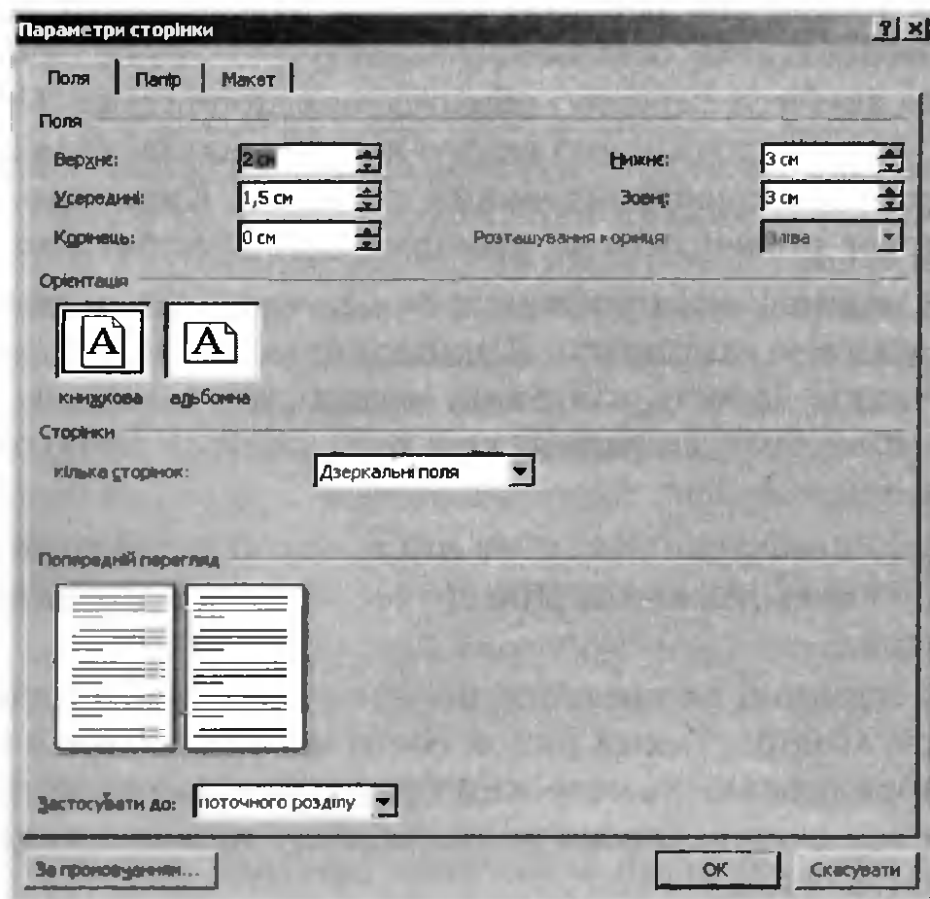 Параметри сторінки
Поля Папір Макет
Поля
Верхнє: 2 см Нижнє: 3 см
Усередині: 1,5 см Зовні: 3 см
Корінець: 0 см Розташування корінця Зліва
Орієнтація
A A
книжкова альбомна
Сторінки
кілька сторінок: Дзеркальні поля
Попередній перегляд
Застосувати до: поточного розділу
За промовчанням... ОК Скасувати